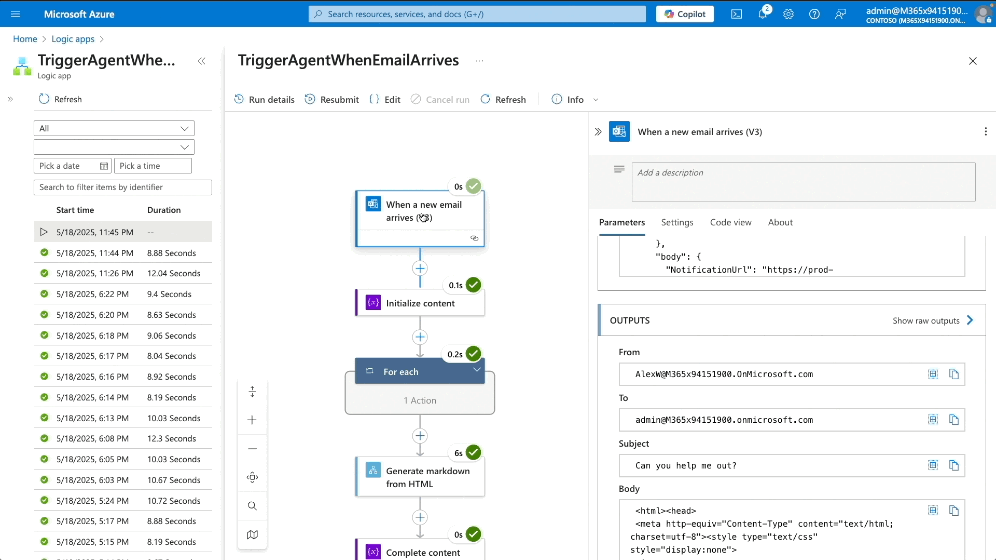 Microsoft Azure
Search resources, services, and docs (G+/)
Copilot
2
admin@M365x9415190...
CONTOSO (M365X94151900.ON...
Home > Logic apps >
TriggerAgentWhe...
Logic app
Refresh
All
Pick a date
Pick a time
Search to filter items by identifier
Start time Duration
5/18/2025, 11:45 PM --
5/18/2025, 11:44 PM 8.88 Seconds
5/18/2025, 11:26 PM 12.04 Seconds
5/18/2025, 6:22 PM 9.4 Seconds
5/18/2025, 6:20 PM 8.63 Seconds
5/18/2025, 6:18 PM 9.06 Seconds
5/18/2025, 6:17 PM 8.04 Seconds
5/18/2025, 6:16 PM 8.92 Seconds
5/18/2025, 6:14 PM 8.19 Seconds
5/18/2025, 6:13 PM 10.03 Seconds
5/18/2025, 6:08 PM 12.3 Seconds
5/18/2025, 6:05 PM 10.03 Seconds
5/18/2025, 6:03 PM 10.67 Seconds
5/18/2025, 5:24 PM 10.72 Seconds
5/18/2025, 5:17 PM 8.88 Seconds
5/18/2025, 5:15 PM 8.19 Seconds
TriggerAgentWhenEmailArrives ...
Run details
Resubmit
Edit
Cancel run
Refresh
Info
0s
When a new email
arrives (V3)
0.1s
Initialize content
0.2s
For each
1 Action
6s
Generate markdown
from HTML
0s
Complete content
When a new email arrives (V3)
Add a description
Parameters Settings Code view About
},
"body": {
"NotificationUrl": "https://prod-
OUTPUTS
Show raw outputs
From
AlexW@M365x94151900.OnMicrosoft.com
To
admin@M365x94151900.onmicrosoft.com
Subject
Can you help me out?
Body
<html><head>
<meta http-equiv="Content-Type" content="text/html;
charset=utf-8"><style type="text/css"
style="display:none">